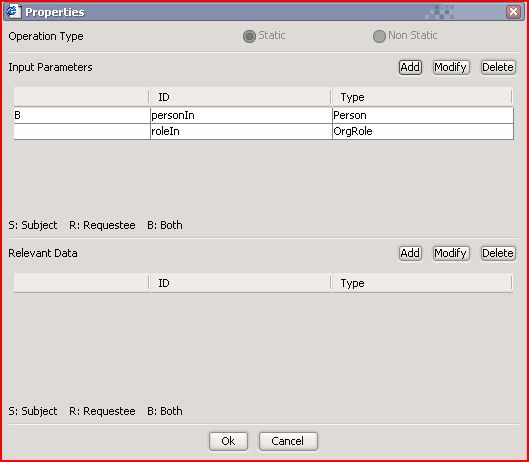 Properties
Operation Type Static Non Static
Input Parameters Add Modify Delete
ID Type
B personIn Person
roleIn OrgRole
S: Subject R: Requestee B: Both
Relevant Data Add Modify Delete
ID Type
S: Subject R: Requestee B: Both
Ok Cancel